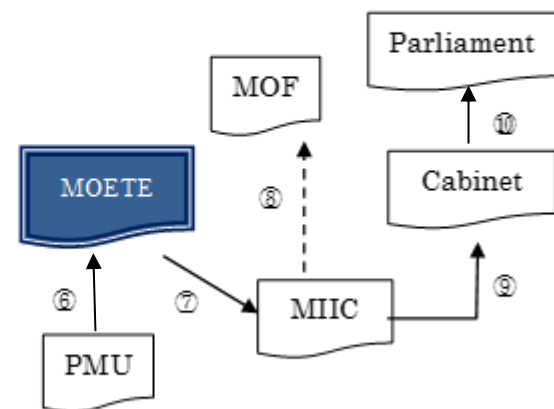 Parliament
MOF
⑩
MOETE
⑧
Cabinet
⑥
⑦
MIIC
⑨
PMU